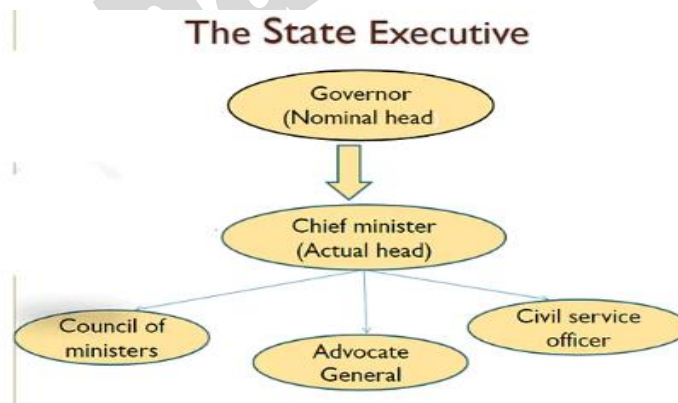 The State Executive
Governor
(Nominal head
Chief minister
(Actual head)
Council of
ministers
Advocate
General
Civil service
officer